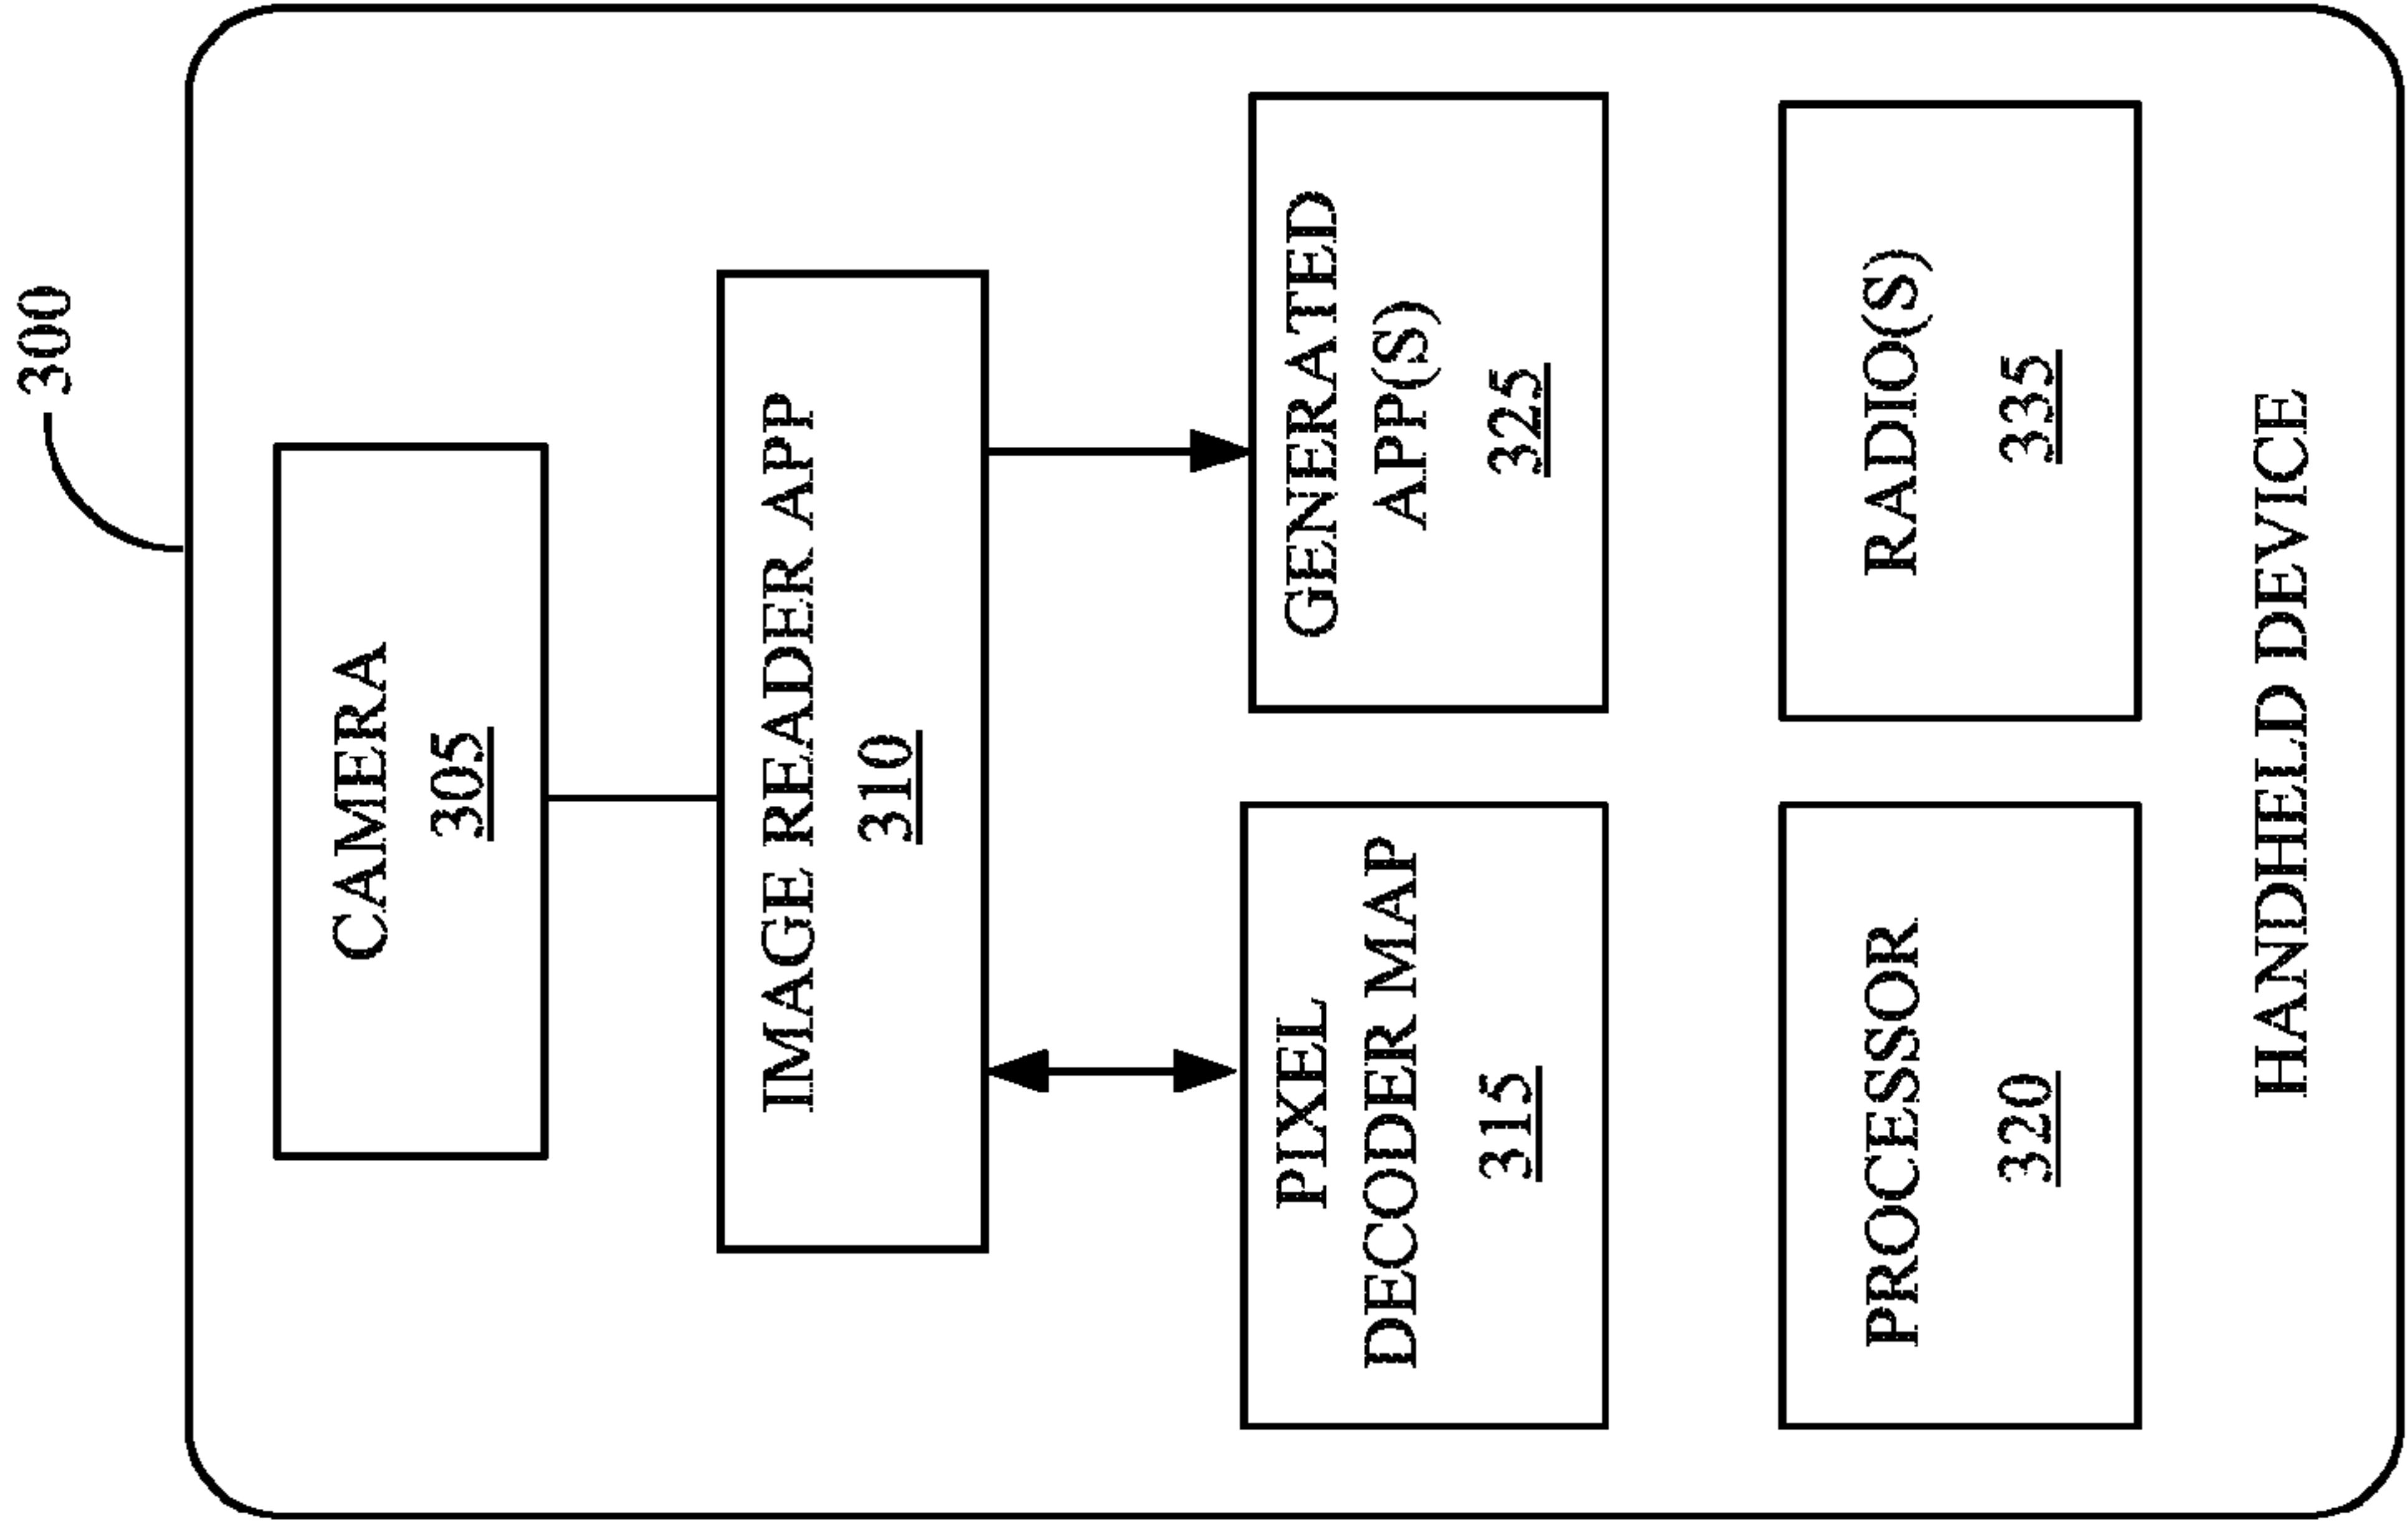 300
CAMERA
305
IMAGE READER APP
310
PIXEL
DECODER MAP
315
GENERATED
APP(S)
325
PROCESSOR
320
RADIO(S)
335
HANDHELD DEVICE